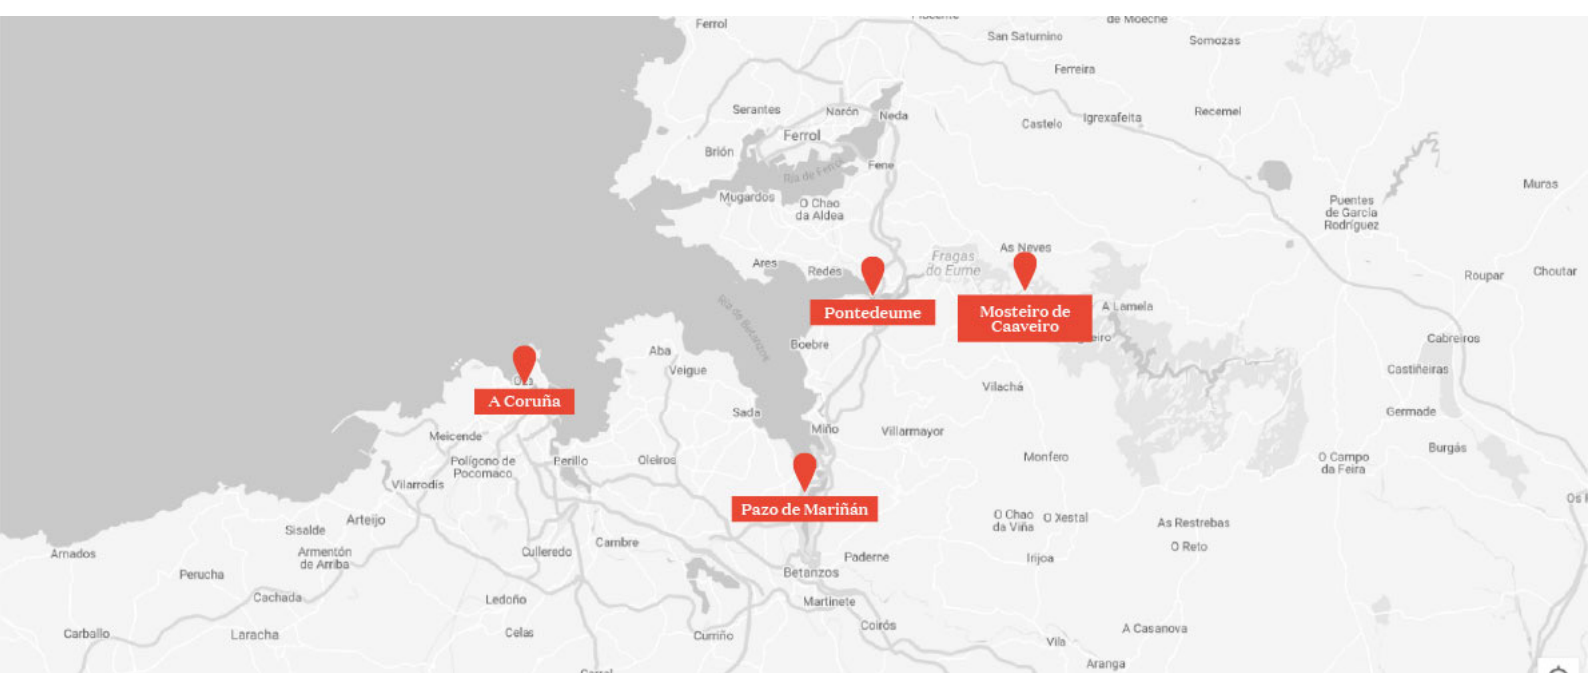 Ferrol
de Moeche
San Saturnino
Somozas
Ferreira
Serantes
Narón
Neda
Castelo
Igrexafeita
Recemel
Ferrol
Brión
Ría de Ferrol
Fene
Mugardos
O Chao
da Aldea
Muras
Puentes
de García
Rodríguez
As Neves
Fragas
do Eume
Ares
Redes
Roupar
Choutar
Pontedeume
Mosteiro de
Caaveiro
A Lamela
Ría de Betanzos
Boebre
Cabreiros
Aba
Veigue
Castiñeiras
Vilachá
A Coruña
Sada
Germade
Miño
Villarmayor
Meicende
Burgás
Polígono de
Pocomaco
Perillo
Oleiros
Monfero
O Campo
da Feira
Vilarrodís
Pazo de Mariñán
Arteijo
Sisalde
O Chao
da Viña
O Xestal
As Restrebas
Arnados
Armentón
de Arriba
Culleredo
Cambre
Paderne
Irijoa
O Reto
Perucha
Betanzos
Cachada
Ledoño
Martinete
Carballo
Laracha
Celas
Curriño
Coirós
Vila
A Casanova
Aranga